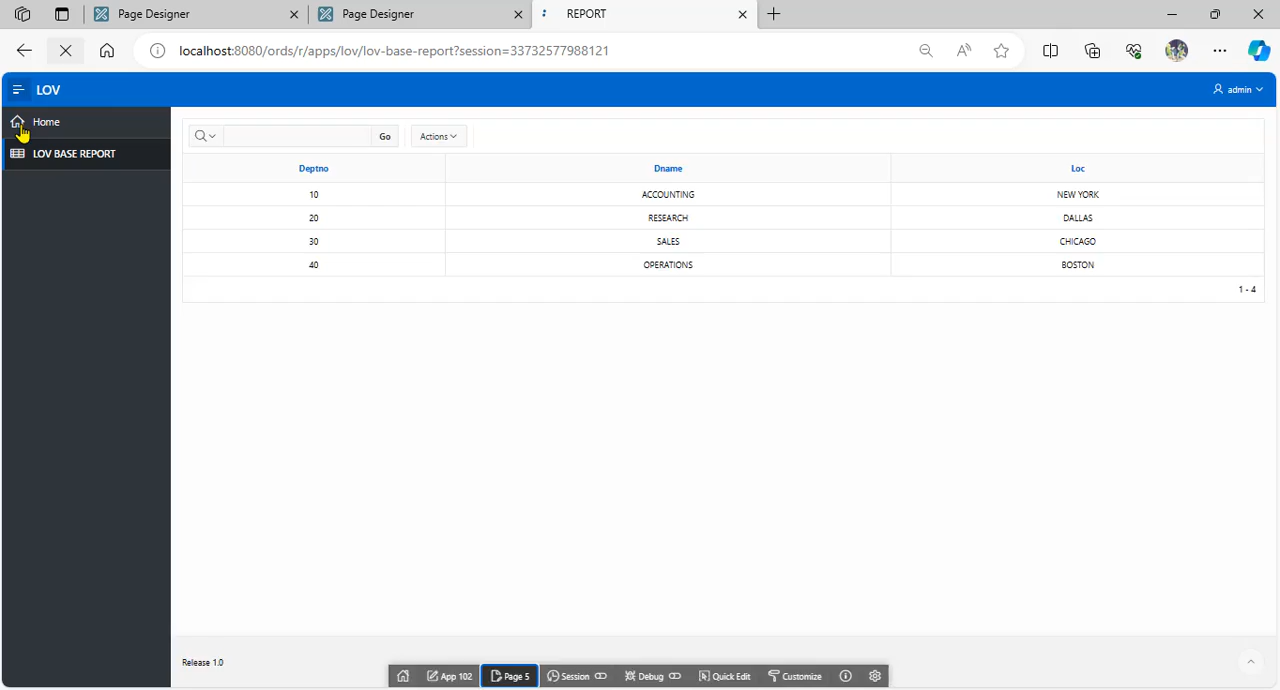 Page Designer
Page Designer
REPORT
localhost:8080/ords/r/apps/lov/lov-base-report?session=33732577988121
LOV
admin
Home
LOV BASE REPORT
Go
Actions
Deptno Dname Loc
10 ACCOUNTING NEW YORK
20 RESEARCH DALLAS
30 SALES CHICAGO
40 OPERATIONS BOSTON
1 - 4
Release 1.0
App 102 Page 5 Session Debug Quick Edit Customize